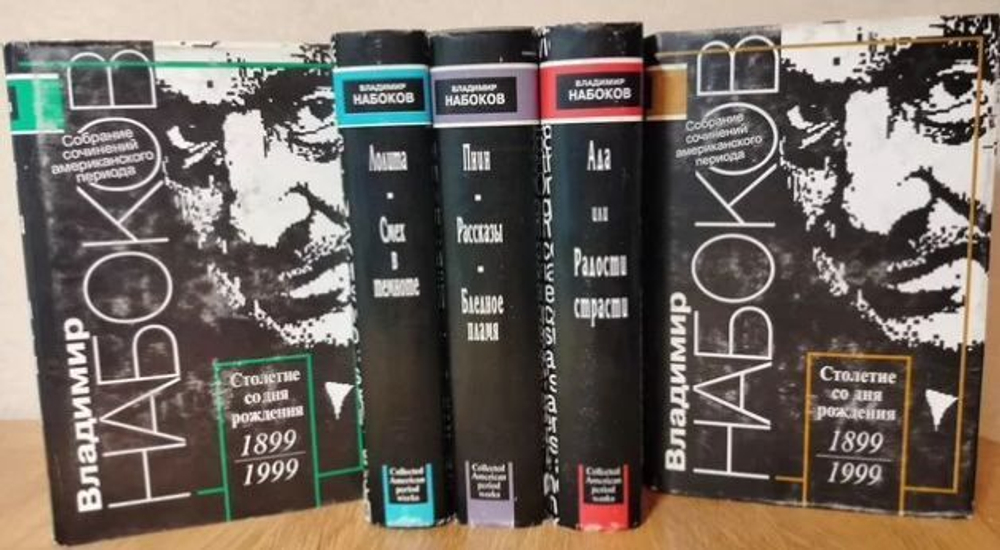 Владимир
НАБОКОВ
Собрание
сочинений
американского
периода
Столетие
со дня
рождения
1899
1999
ВЛАДИМИР
НАБОКОВ
Лолита
-
Смех
в
темноте
Collected
American
period
works
ВЛАДИМИР
НАБОКОВ
Пнин
-
Рассказы
-
Бледное
пламя
Collected
American
period
works
ВЛАДИМИР
НАБОКОВ
Ада
или
Радости
страсти
Collected
American
period
works
Владимир
НАБОКОВ
Собрание
сочинений
американского
периода
Столетие
со дня
рождения
1899
1999